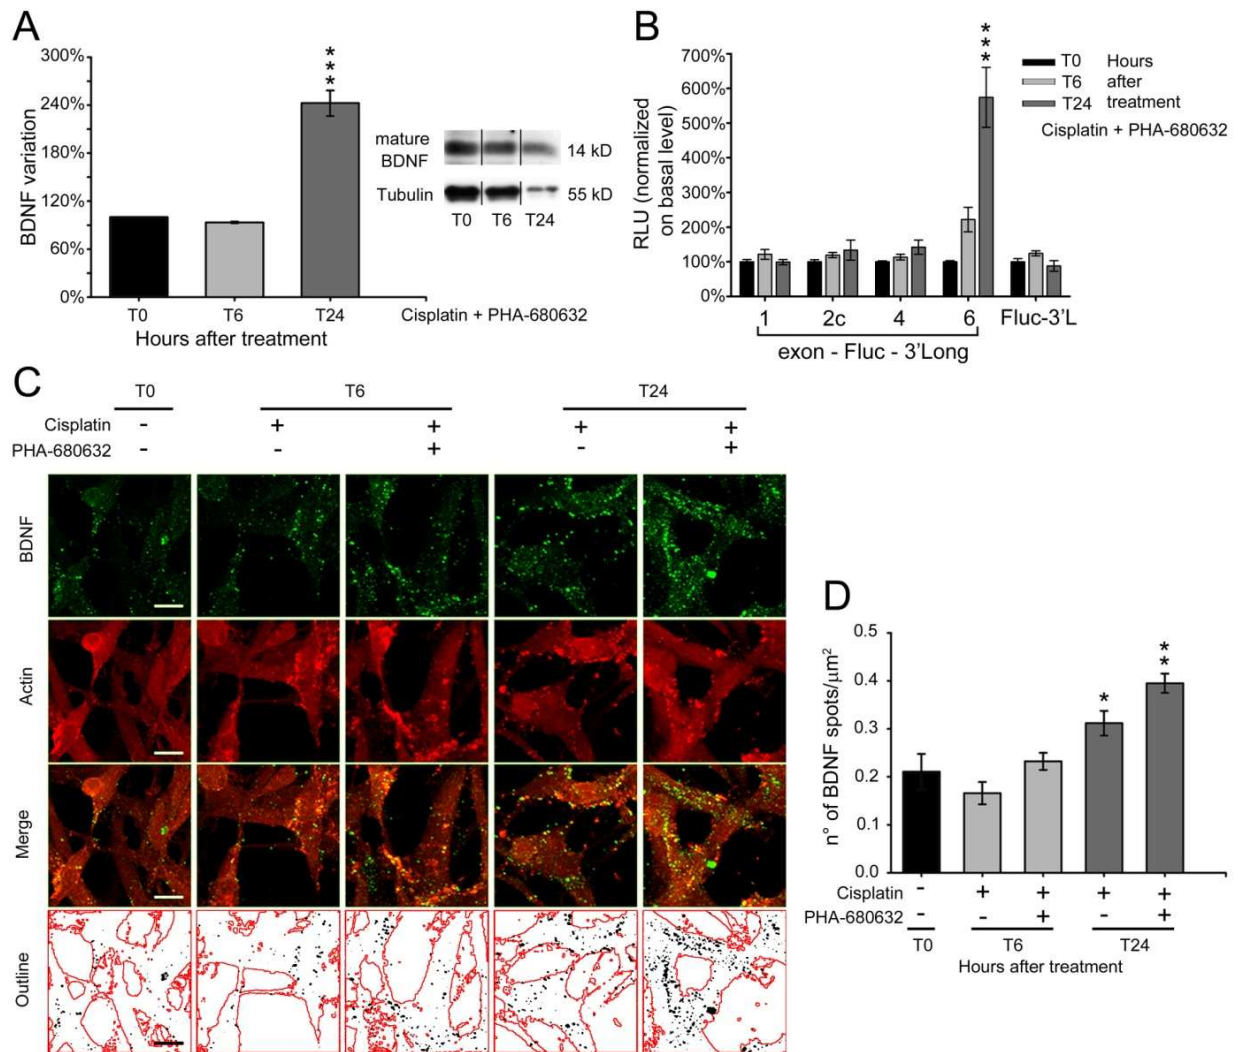 A
300%
240%
180%
120%
60%
0%
BDNF variation
***
T0 T6 T24
Hours after treatment
Cisplatin + PHA-680632
mature
BDNF
14 kD
Tubulin
55 kD
T0 T6 T24
B
700%
600%
500%
400%
300%
200%
100%
0%
RLU (normalized
on basal level)
***
T0 Hours
T6 after
T24 treatment
Cisplatin + PHA-680632
1 2c 4 6 Fluc-3'L
exon - Fluc - 3'Long
C
T0 T6 T24
Cisplatin - + + + +
PHA-680632 - - + - +
BDNF
Actin
Merge
Outline
D
0.5
0.4
0.3
0.2
0.1
0.0
n° of BDNF spots/µm²
*
**
Cisplatin - + + + +
PHA-680632 - - + - +
T0 T6 T24
Hours after treatment